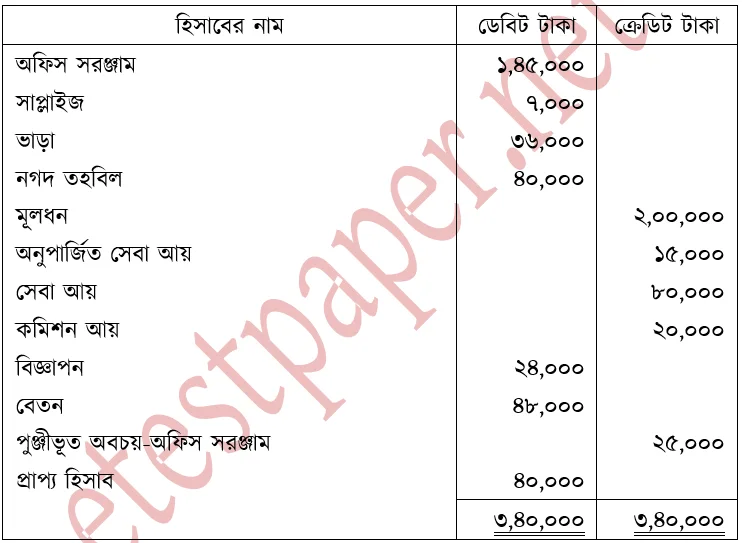 হিসাবের নাম ডেবিট টাকা ক্রেডিট টাকা
অফিস সরঞ্জাম ১,৪৫,০০০
সাপ্লাইজ ৭,০০০
ভাড়া ৩৬,০০০
নগদ তহবিল ৪০,০০০
মূলধন ২,০০,০০০
অনুপার্জিত সেবা আয় ১৫,০০০
সেবা আয় ৮০,০০০
কমিশন আয় ২০,০০০
বিজ্ঞাপন ২৪,০০০
বেতন ৪৮,০০০
পুঞ্জীভূত অবচয়-অফিস সরঞ্জাম ২৫,০০০
প্রাপ্য হিসাব ৪০,০০০
৩,৪০,০০০ ৩,৪০,০০০
etestpaper.net